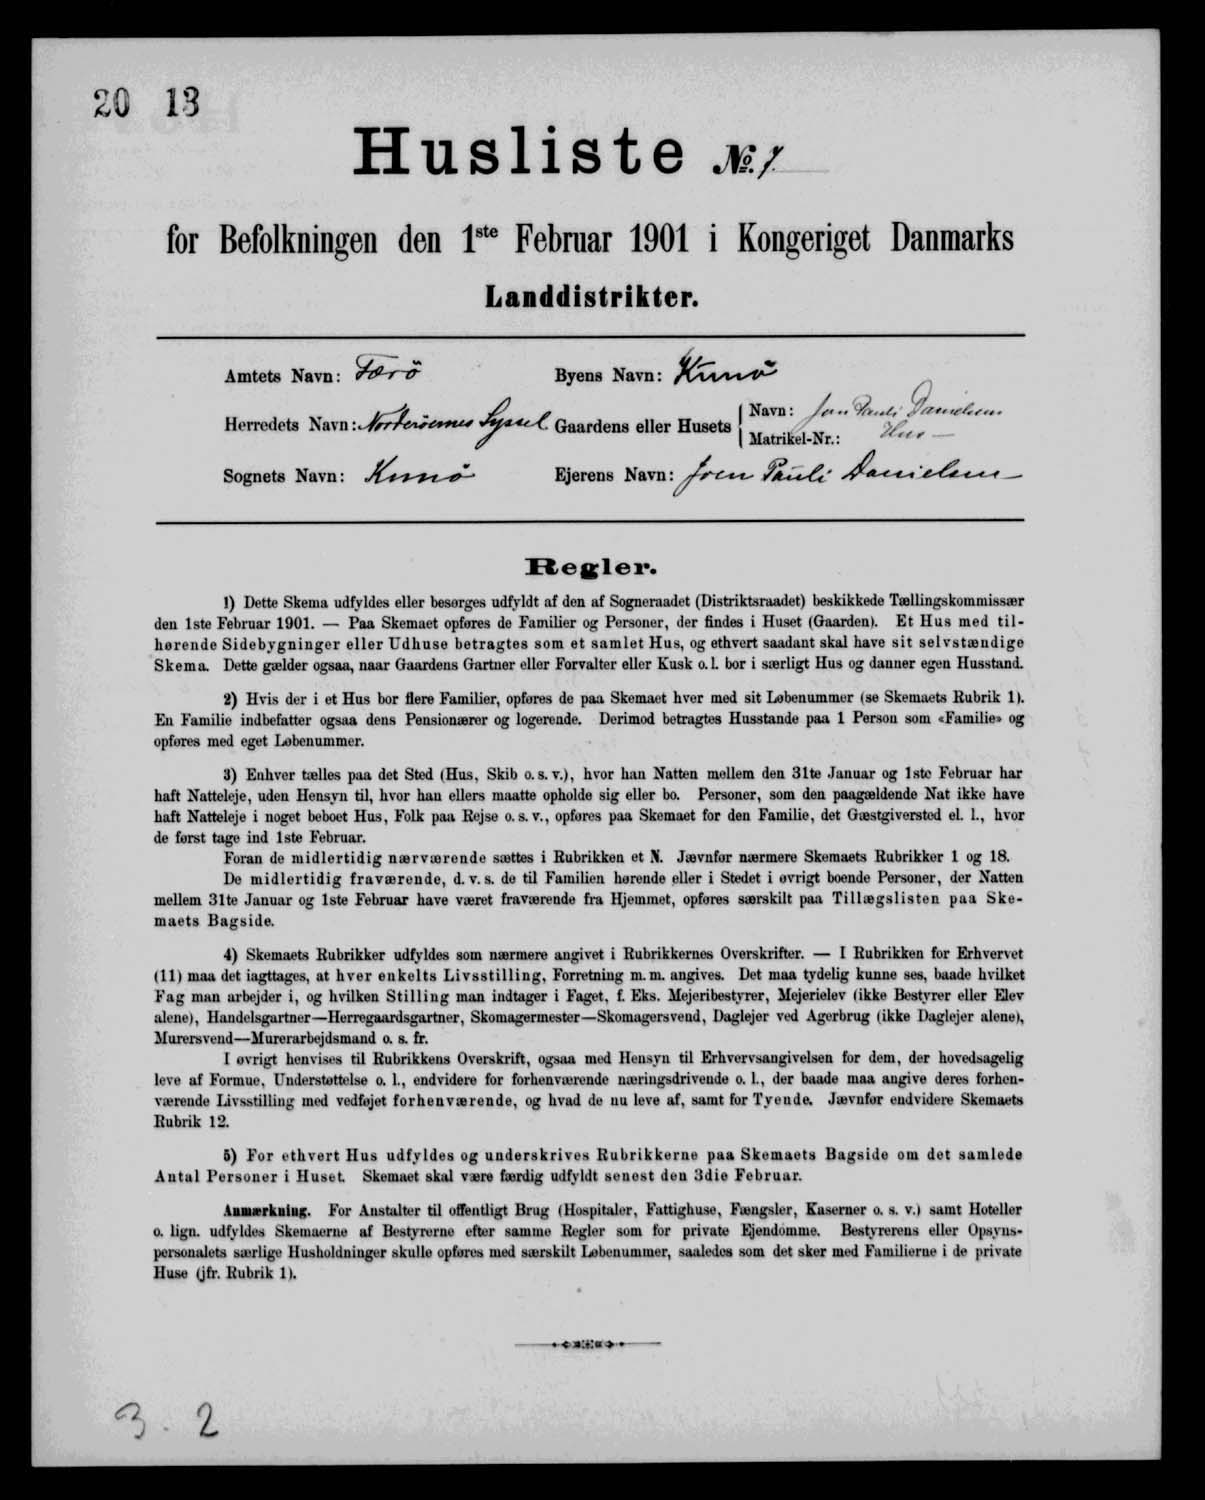 20 13
Husliste No. 7.
for Befolkningen den 1ste Februar 1901 i Kongeriget Danmarks
Landdistrikter.
Amtets Navn: Færö Byens Navn: Kunö
Herredets Navn: Norderöernes Syssel Gaardens eller Husets Navn: Joen Pauli Danielsens
Matrikel-Nr.: Hus —
Sognets Navn: Kunö Ejerens Navn: Joen Pauli Danielsen
Regler.
1) Dette Skema udfyldes eller besørges udfyldt af den af Sogneraadet (Distriktsraadet) beskikkede Tællingskommissær
den 1ste Februar 1901. — Paa Skemaet opføres de Familier og Personer, der findes i Huset (Gaarden). Et Hus med til-
hørende Sidebygninger eller Udhuse betragtes som et samlet Hus, og ethvert saadant skal have sit selvstændige
Skema. Dette gælder ogsaa, naar Gaardens Gartner eller Forvalter eller Kusk o. l. bor i særligt Hus og danner egen Husstand.
2) Hvis der i et Hus bor flere Familier, opføres de paa Skemaet hver med sit Løbenummer (se Skemaets Rubrik 1).
En Familie indbefatter ogsaa dens Pensionærer og logerende. Derimod betragtes Husstande paa 1 Person som «Familie» og
opføres med eget Løbenummer.
3) Enhver tælles paa det Sted (Hus, Skib o. s. v.), hvor han Natten mellem den 31te Januar og 1ste Februar har
haft Natteleje, uden Hensyn til, hvor han ellers maatte opholde sig eller bo. Personer, som den paagældende Nat ikke have
haft Natteleje i noget beboet Hus, Folk paa Rejse o. s. v., opføres paa Skemaet for den Familie, det Gæstgiversted el. l., hvor
de først tage ind 1ste Februar.
Foran de midlertidig nærværende sættes i Rubrikken et N. Jævnfør nærmere Skemaets Rubrikker 1 og 18.
De midlertidig fraværende, d. v. s. de til Familien hørende eller i Stedet i øvrigt boende Personer, der Natten
mellem 31te Januar og 1ste Februar have været fraværende fra Hjemmet, opføres særskilt paa Tillægslisten paa Ske-
maets Bagside.
4) Skemaets Rubrikker udfyldes som nærmere angivet i Rubrikkernes Overskrifter. — I Rubrikken for Erhvervet
(11) maa det iagttages, at hver enkelts Livsstilling, Forretning m. m. angives. Det maa tydelig kunne ses, baade hvilket
Fag man arbejder i, og hvilken Stilling man indtager i Faget, f. Eks. Mejeribestyrer, Mejerielev (ikke Bestyrer eller Elev
alene), Handelsgartner—Herregaardsgartner, Skomagermester—Skomagersvend, Daglejer ved Agerbrug (ikke Daglejer alene),
Murersvend—Murerarbejdsmand o. s. fr.
I øvrigt henvises til Rubrikkens Overskrift, ogsaa med Hensyn til Erhvervsangivelsen for dem, der hovedsagelig
leve af Formue, Understøttelse o. l., endvidere for forhenværende næringsdrivende o. l., der baade maa angive deres forhen-
værende Livsstilling med vedføjet forhenværende, og hvad de nu leve af, samt for Tyende. Jævnfør endvidere Skemaets
Rubrik 12.
5) For ethvert Hus udfyldes og underskrives Rubrikkerne paa Skemaets Bagside om det samlede
Antal Personer i Huset. Skemaet skal være færdig udfyldt senest den 3die Februar.
Anmærkning. For Anstalter til offentligt Brug (Hospitaler, Fattighuse, Fængsler, Kaserner o. s. v.) samt Hoteller
o. lign. udfyldes Skemaerne af Bestyrerne efter samme Regler som for private Ejendomme. Bestyrerens eller Opsyns-
personalets særlige Husholdninger skulle opføres med særskilt Løbenummer, saaledes som det sker med Familierne i de private
Huse (jfr. Rubrik 1).
3. 2